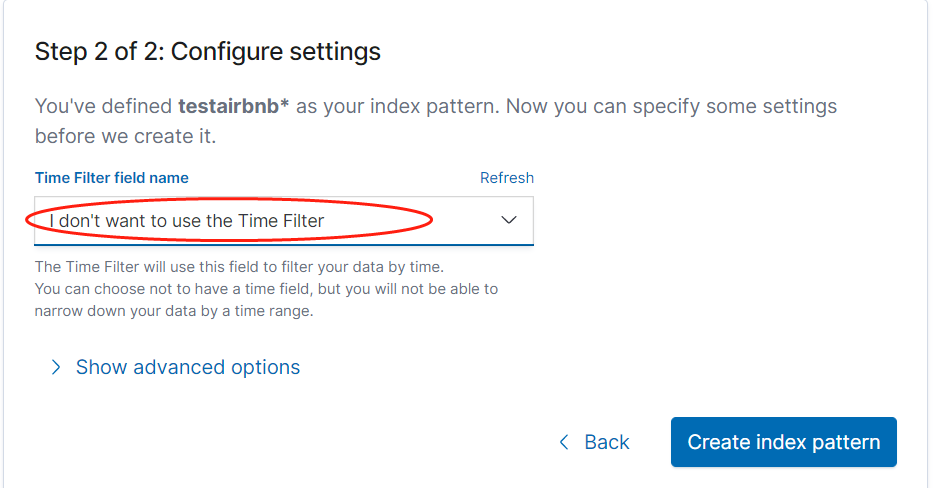 Step 2 of 2: Configure settings
You've defined testairbnb* as your index pattern. Now you can specify some settings
before we create it.
Time Filter field name
Refresh
I don't want to use the Time Filter
The Time Filter will use this field to filter your data by time.
You can choose not to have a time field, but you will not be able to
narrow down your data by a time range.
Show advanced options
Back
Create index pattern